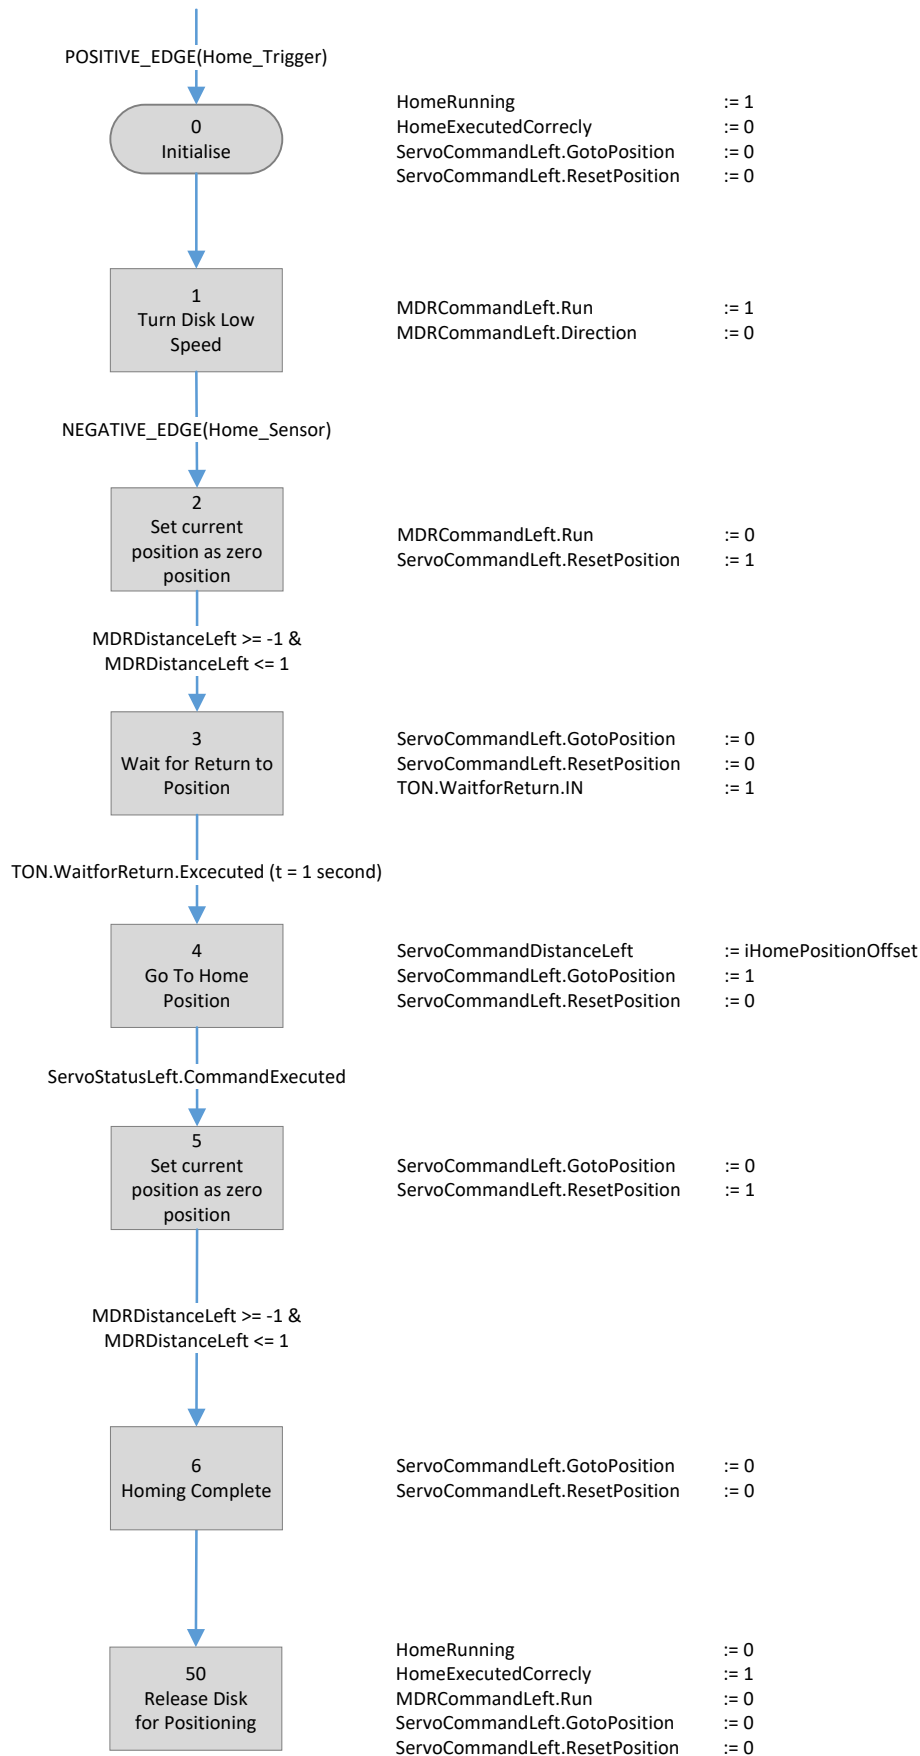 POSITIVE_EDGE(Home_Trigger)
0
Initialise
HomeRunning := 1
HomeExecutedCorrecly := 0
ServoCommandLeft.GotoPosition := 0
ServoCommandLeft.ResetPosition := 0
1
Turn Disk Low
Speed
MDRCommandLeft.Run := 1
MDRCommandLeft.Direction := 0
NEGATIVE_EDGE(Home_Sensor)
2
Set current
position as zero
position
MDRCommandLeft.Run := 0
ServoCommandLeft.ResetPosition := 1
MDRDistanceLeft >= -1 &
MDRDistanceLeft <= 1
3
Wait for Return to
Position
ServoCommandLeft.GotoPosition := 0
ServoCommandLeft.ResetPosition := 0
TON.WaitforReturn.IN := 1
TON.WaitforReturn.Excecuted (t = 1 second)
4
Go To Home
Position
ServoCommandDistanceLeft := iHomePositionOffset
ServoCommandLeft.GotoPosition := 1
ServoCommandLeft.ResetPosition := 0
ServoStatusLeft.CommandExecuted
5
Set current
position as zero
position
ServoCommandLeft.GotoPosition := 0
ServoCommandLeft.ResetPosition := 1
MDRDistanceLeft >= -1 &
MDRDistanceLeft <= 1
6
Homing Complete
ServoCommandLeft.GotoPosition := 0
ServoCommandLeft.ResetPosition := 0
50
Release Disk
for Positioning
HomeRunning := 0
HomeExecutedCorrecly := 1
MDRCommandLeft.Run := 0
ServoCommandLeft.GotoPosition := 0
ServoCommandLeft.ResetPosition := 0